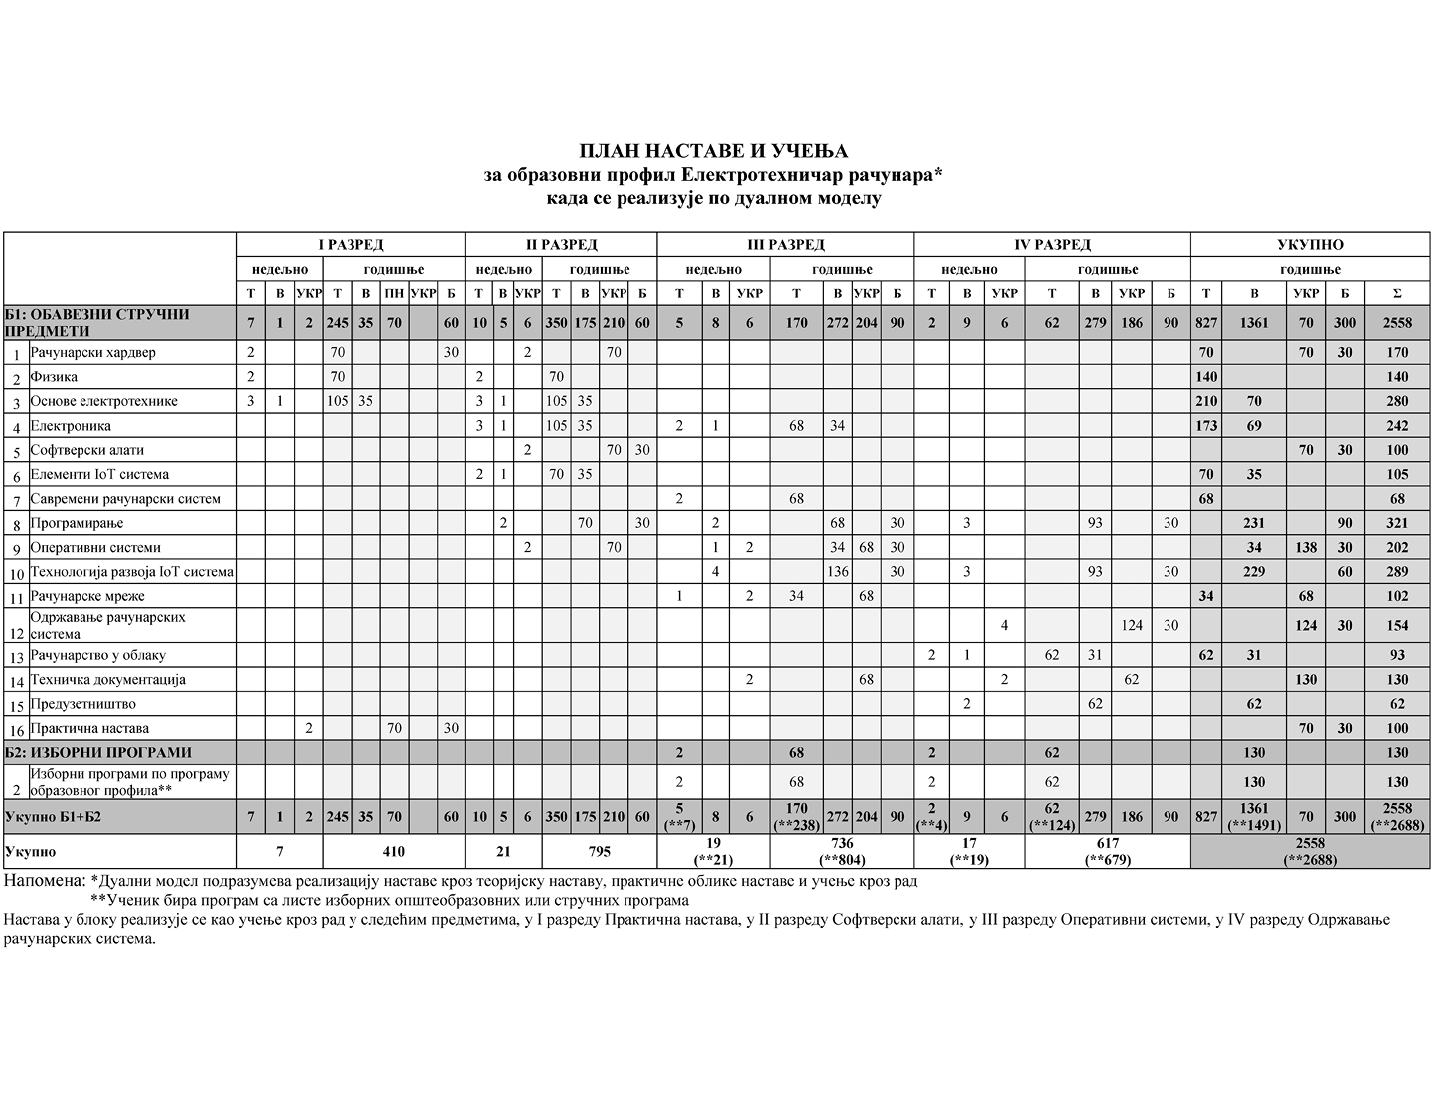 ПЛАН НАСТАВЕ И УЧЕЊА
за образовни профил Електротехничар рачунара*
када се реализује по дуалном моделу
I РАЗРЕД II РАЗРЕД III РАЗРЕД IV РАЗРЕД УКУПНО
недељно годишње недељно годишње недељно годишње недељно годишње годишње
Т В УКР Т В ПН УКР Б Т В УКР Т В УКР Б Т В УКР Т В УКР Б Т В УКР Т В УКР Б Т В УКР Б Σ
Б1: ОБАВЕЗНИ СТРУЧНИ
ПРЕДМЕТИ 7 1 2 245 35 70 60 10 5 6 350 175 210 60 5 8 6 170 272 204 90 2 9 6 62 279 186 90 827 1361 70 300 2558
1 Рачунарски хардвер 2 70 30 2 70 70 70 30 170
2 Физика 2 70 2 70 140 140
3 Основе електротехнике 3 1 105 35 3 1 105 35 210 70 280
4 Електроника 3 1 105 35 2 1 68 34 173 69 242
5 Софтверски алати 2 70 30 70 30 100
6 Елементи IoT система 2 1 70 35 70 35 105
7 Савремени рачунарски систем 2 68 68 68
8 Програмирање 2 70 30 2 68 30 3 93 30 231 90 321
9 Оперативни системи 2 70 1 2 34 68 30 34 138 30 202
10 Технологија развоја IoT система 4 136 30 3 93 30 229 60 289
11 Рачунарске мреже 1 2 34 68 34 68 102
12 Одржавање рачунарских
система 4 124 30 124 30 154
13 Рачунарство у облаку 2 1 62 31 62 31 93
14 Техничка документација 2 68 2 62 130 130
15 Предузетништво 2 62 62 62
16 Практична настава 2 70 30 70 30 100
Б2: ИЗБОРНИ ПРОГРАМИ 2 68 2 62 130 130
2 Изборни програми по програму
образовног профила** 2 68 2 62 130 130
Укупно Б1+Б2 7 1 2 245 35 70 60 10 5 6 350 175 210 60 5 (**7) 8 6 170 (**238) 272 204 90 2 (**4) 9 6 62 (**124) 279 186 90 827 1361 (**1491) 70 300 2558 (**2688)
Укупно 7 410 21 795 19 (**21) 736 (**804) 17 (**19) 617 (**679) 2558 (**2688)
Напомена: *Дуални модел подразумева реализацију наставе кроз теоријску наставу, практичне облике наставе и учење кроз рад
**Ученик бира програм са листе изборних општеобразовних или стручних програма
Настава у блоку реализује се као учење кроз рад у следећим предметима, у I разреду Практична настава, у II разреду Софтверски алати, у III разреду Оперативни системи, у IV разреду Одржавање
рачунарских система.